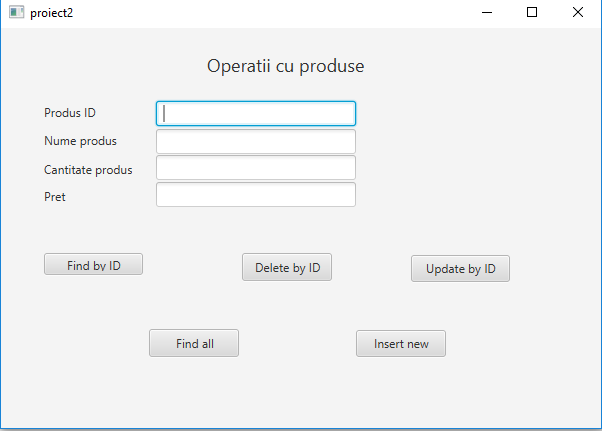 proiect2
Operatii cu produse
Produs ID
Nume produs
Cantitate produs
Pret
Find by ID
Delete by ID
Update by ID
Find all
Insert new